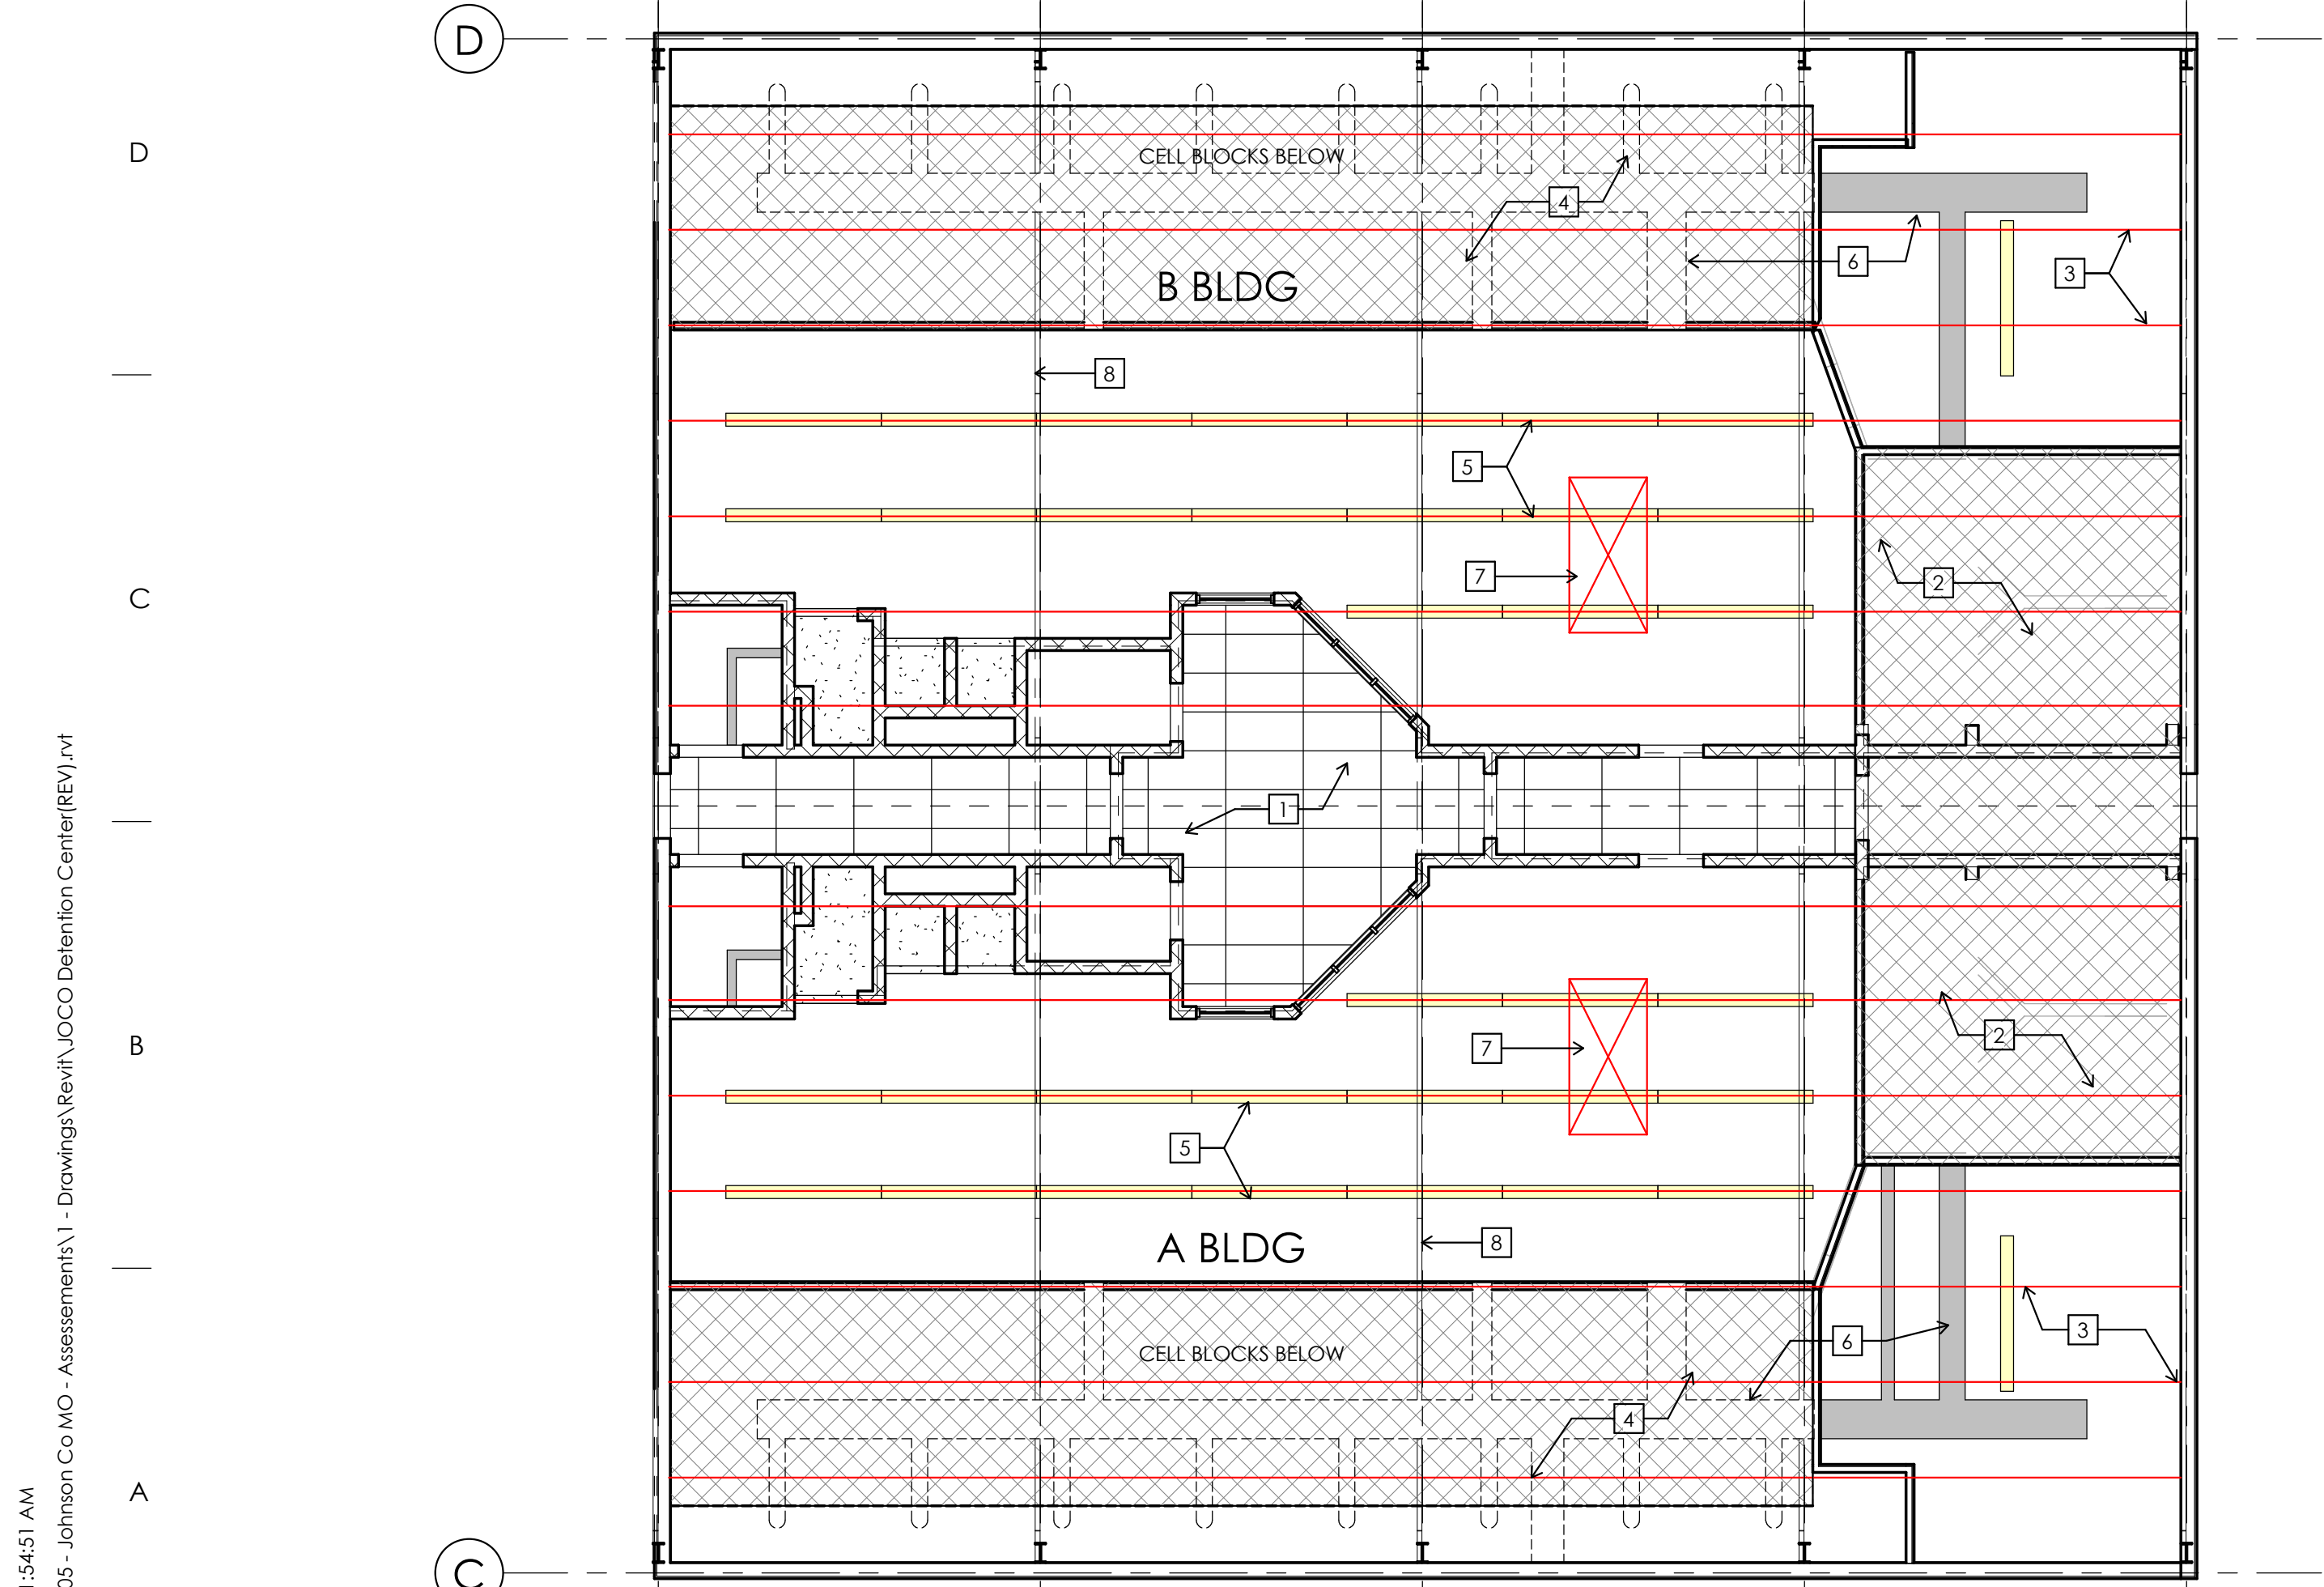 D
D
CELL BLOCKS BELOW
4
B BLDG
6
3
8
5
7
2
C
1
B
7
2
5
A BLDG
8
CELL BLOCKS BELOW
6
3
4
A
C
:54:51 AM
05 - Johnson Co MO - Assessements\1 - Drawings\Revit\JOCO Detention Center(REV).rvt